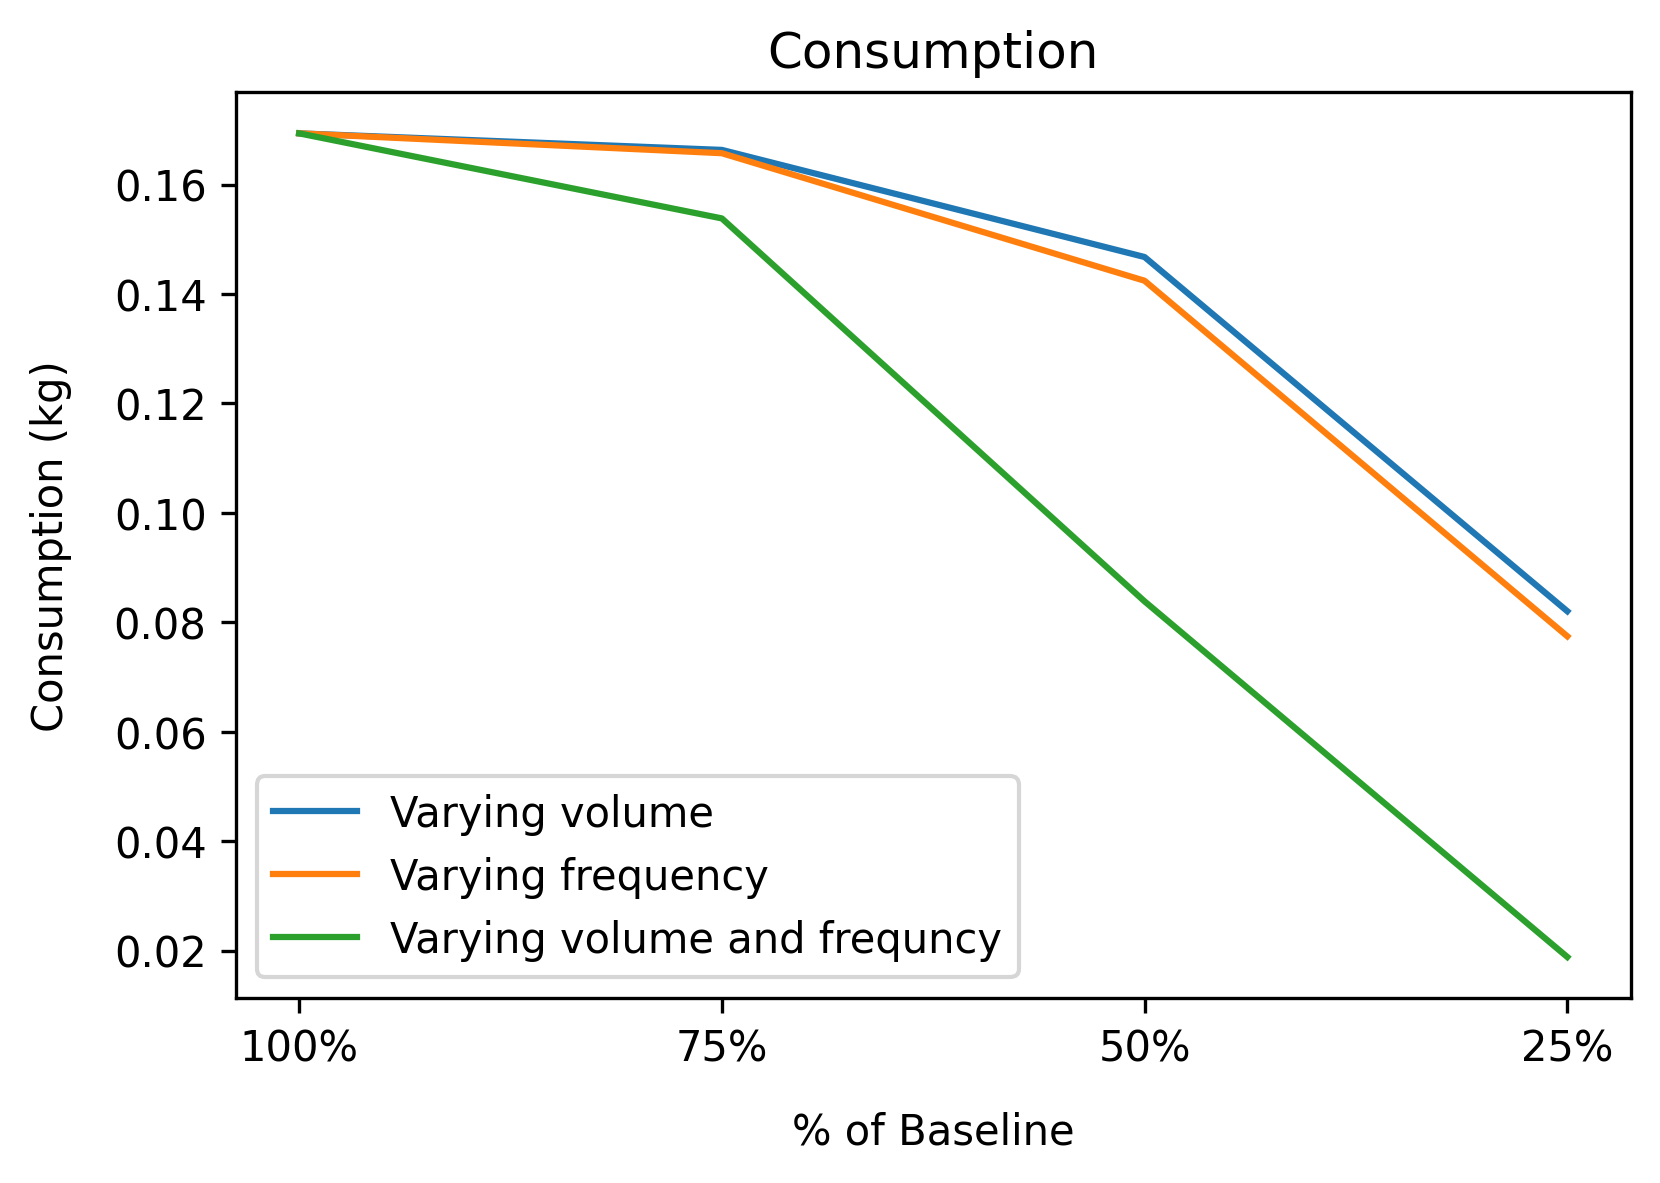 Consumption
Consumption (kg)
0.16
0.14
0.12
0.10
0.08
0.06
0.04
0.02
Varying volume
Varying frequency
Varying volume and frequncy
100% 75% 50% 25%
% of Baseline